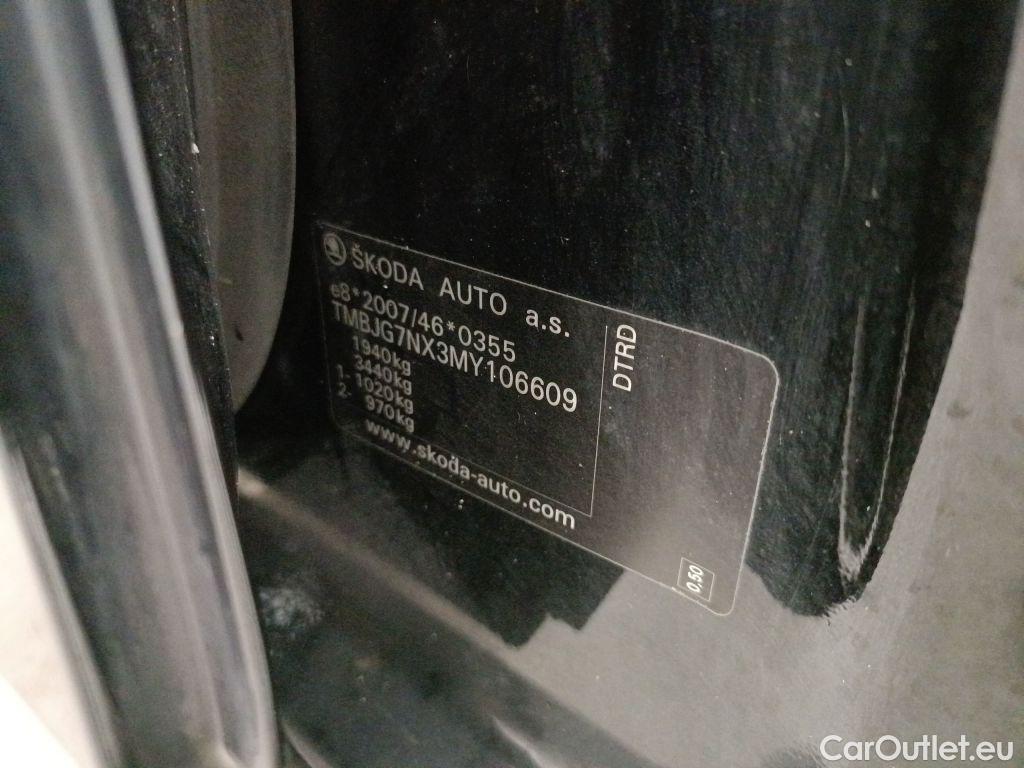 ŠKODA AUTO a.s.
e8*2007/46*0355
TMBJG7NX3MY106609
1940kg
3440kg
1- 1020kg
2- 970kg
www.skoda-auto.com
DTRD
0.50
CarOutlet.eu